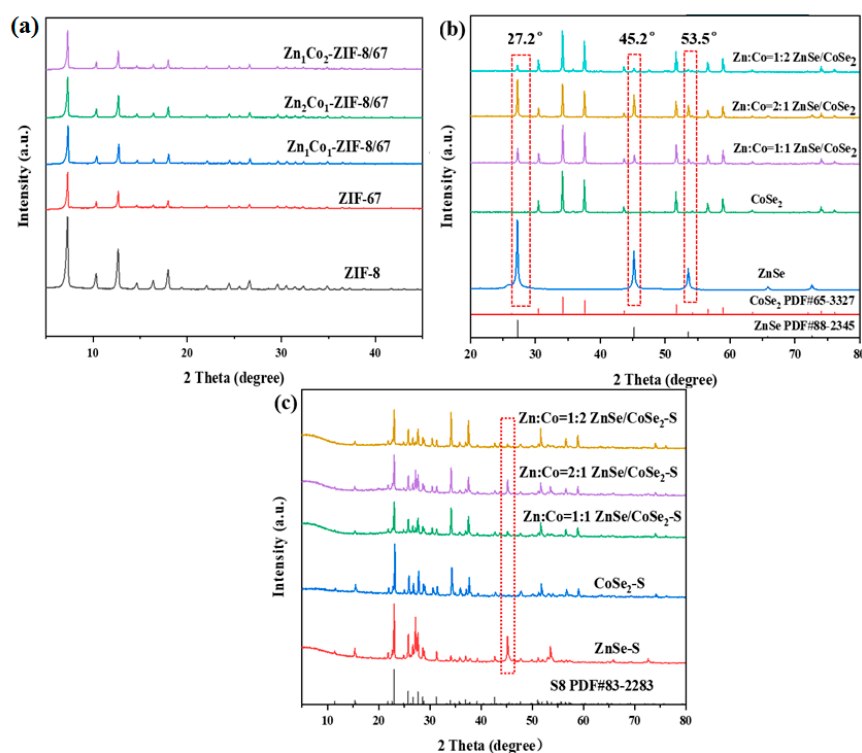 (a)
Zn₁Co₂-ZIF-8/67
Zn₂Co₁-ZIF-8/67
Zn₁Co₁-ZIF-8/67
ZIF-67
ZIF-8
Intensity (a.u.)
10 20 30 40
2 Theta (degree)
(b)
27.2° 45.2° 53.5°
Zn:Co=1:2 ZnSe/CoSe₂
Zn:Co=2:1 ZnSe/CoSe₂
Zn:Co=1:1 ZnSe/CoSe₂
CoSe₂
ZnSe
CoSe₂ PDF#65-3327
ZnSe PDF#88-2345
Intensity (a.u.)
20 30 40 50 60 70 80
2 Theta (degree)
(c)
Zn:Co=1:2 ZnSe/CoSe₂-S
Zn:Co=2:1 ZnSe/CoSe₂-S
Zn:Co=1:1 ZnSe/CoSe₂-S
CoSe₂-S
ZnSe-S
S8 PDF#83-2283
Intensity (a.u.)
10 20 30 40 50 60 70 80
2 Theta (degree）